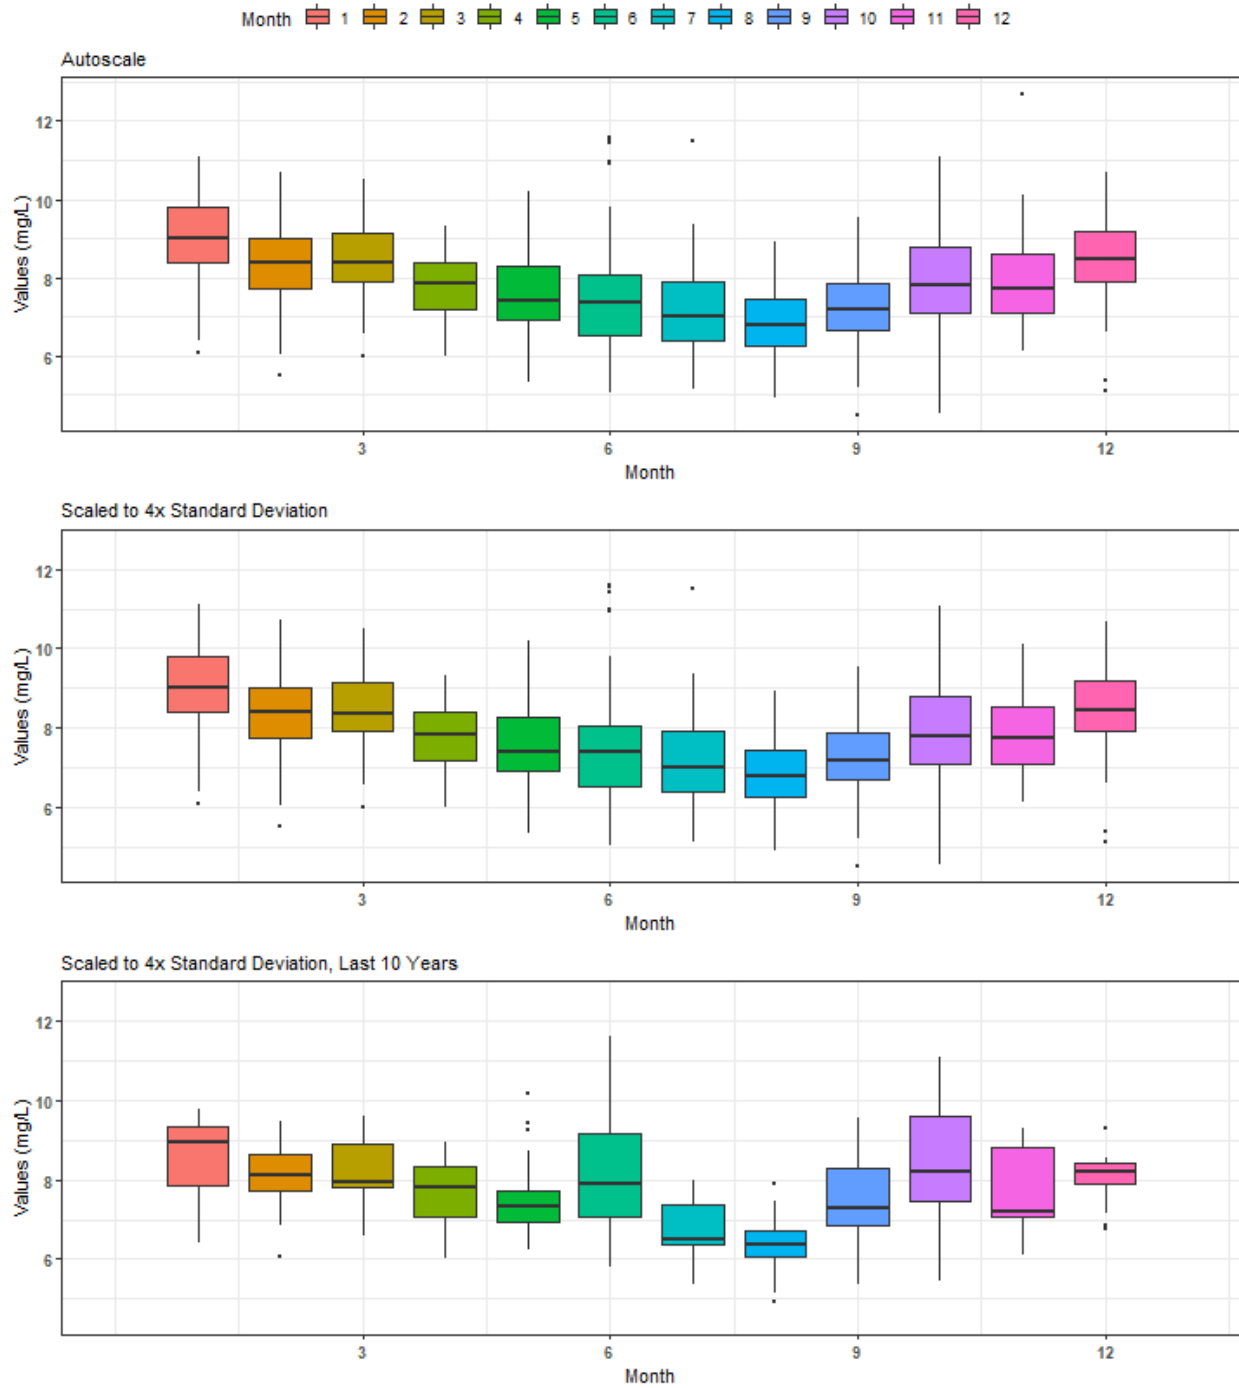 Month 1 2 3 4 5 6 7 8 9 10 11 12
Autoscale
Values (mg/L)
12
10
8
6
3 6 9 12
Month
Scaled to 4x Standard Deviation
Values (mg/L)
12
10
8
6
3 6 9 12
Month
Scaled to 4x Standard Deviation, Last 10 Years
Values (mg/L)
12
10
8
6
3 6 9 12
Month